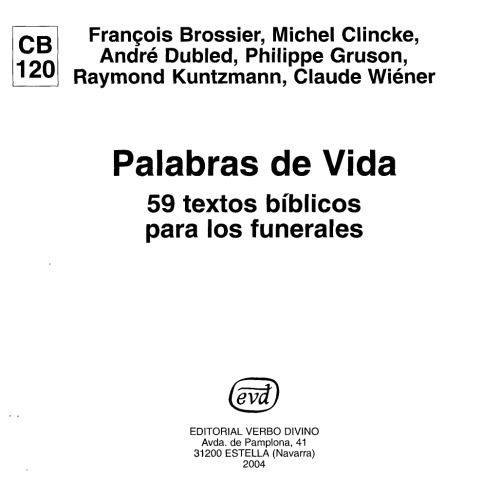 CB
120
François Brossier, Michel Clincke,
André Dubled, Philippe Gruson,
Raymond Kuntzmann, Claude Wiéner
Palabras de Vida
59 textos bíblicos
para los funerales
evd
EDITORIAL VERBO DIVINO
Avda. de Pamplona, 41
31200 ESTELLA (Navarra)
2004